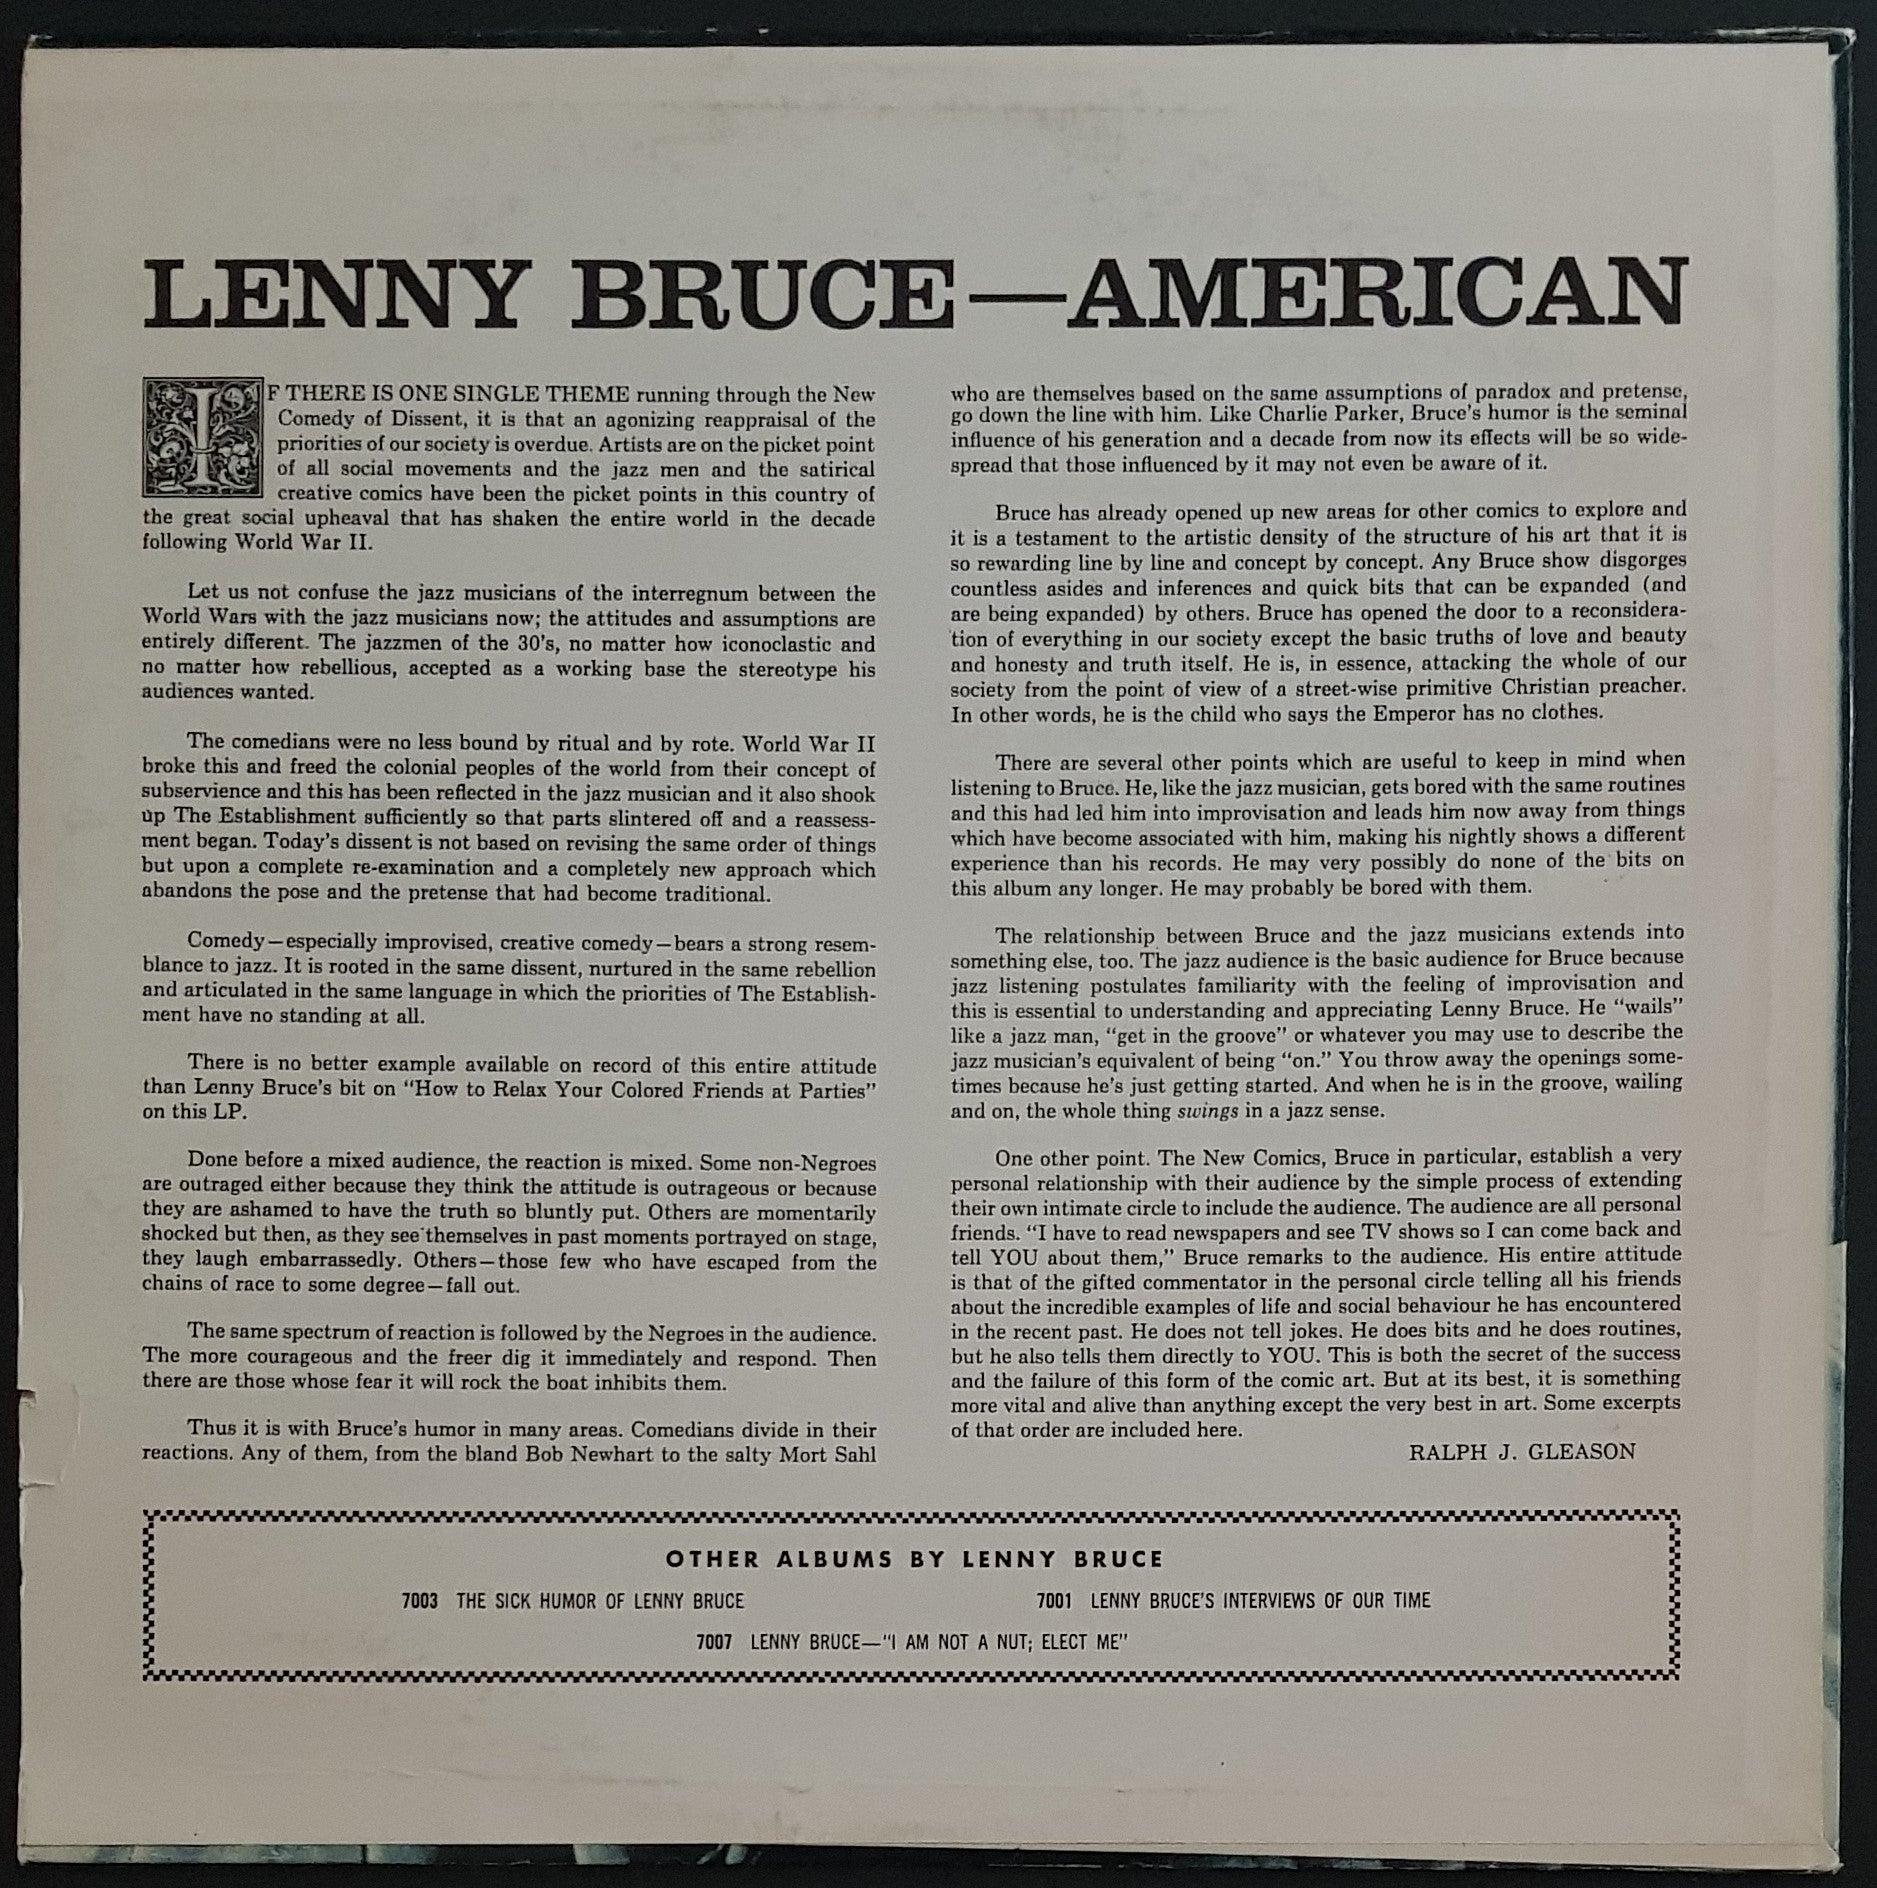 LENNY BRUCE—AMERICAN
IF THERE IS ONE SINGLE THEME running through the New
Comedy of Dissent, it is that an agonizing reappraisal of the
priorities of our society is overdue. Artists are on the picket point
of all social movements and the jazz men and the satirical
creative comics have been the picket points in this country of
the great social upheaval that has shaken the entire world in the decade
following World War II.
Let us not confuse the jazz musicians of the interregnum between the
World Wars with the jazz musicians now; the attitudes and assumptions are
entirely different. The jazzmen of the 30's, no matter how iconoclastic and
no matter how rebellious, accepted as a working base the stereotype his
audiences wanted.
The comedians were no less bound by ritual and by rote. World War II
broke this and freed the colonial peoples of the world from their concept of
subservience and this has been reflected in the jazz musician and it also shook
up The Establishment sufficiently so that parts slintered off and a reassess-
ment began. Today's dissent is not based on revising the same order of things
but upon a complete re-examination and a completely new approach which
abandons the pose and the pretense that had become traditional.
Comedy—especially improvised, creative comedy—bears a strong resem-
blance to jazz. It is rooted in the same dissent, nurtured in the same rebellion
and articulated in the same language in which the priorities of The Establish-
ment have no standing at all.
There is no better example available on record of this entire attitude
than Lenny Bruce's bit on "How to Relax Your Colored Friends at Parties"
on this LP.
Done before a mixed audience, the reaction is mixed. Some non-Negroes
are outraged either because they think the attitude is outrageous or because
they are ashamed to have the truth so bluntly put. Others are momentarily
shocked but then, as they see themselves in past moments portrayed on stage,
they laugh embarrassedly. Others—those few who have escaped from the
chains of race to some degree—fall out.
The same spectrum of reaction is followed by the Negroes in the audience.
The more courageous and the freer dig it immediately and respond. Then
there are those whose fear it will rock the boat inhibits them.
Thus it is with Bruce's humor in many areas. Comedians divide in their
reactions. Any of them, from the bland Bob Newhart to the salty Mort Sahl
who are themselves based on the same assumptions of paradox and pretense,
go down the line with him. Like Charlie Parker, Bruce's humor is the seminal
influence of his generation and a decade from now its effects will be so wide-
spread that those influenced by it may not even be aware of it.
Bruce has already opened up new areas for other comics to explore and
it is a testament to the artistic density of the structure of his art that it is
so rewarding line by line and concept by concept. Any Bruce show disgorges
countless asides and inferences and quick bits that can be expanded (and
are being expanded) by others. Bruce has opened the door to a reconsidera-
tion of everything in our society except the basic truths of love and beauty
and honesty and truth itself. He is, in essence, attacking the whole of our
society from the point of view of a street-wise primitive Christian preacher.
In other words, he is the child who says the Emperor has no clothes.
There are several other points which are useful to keep in mind when
listening to Bruce. He, like the jazz musician, gets bored with the same routines
and this had led him into improvisation and leads him now away from things
which have become associated with him, making his nightly shows a different
experience than his records. He may very possibly do none of the bits on
this album any longer. He may probably be bored with them.
The relationship between Bruce and the jazz musicians extends into
something else, too. The jazz audience is the basic audience for Bruce because
jazz listening postulates familiarity with the feeling of improvisation and
this is essential to understanding and appreciating Lenny Bruce. He "wails"
like a jazz man, "get in the groove" or whatever you may use to describe the
jazz musician's equivalent of being "on." You throw away the openings some-
times because he's just getting started. And when he is in the groove, wailing
and on, the whole thing swings in a jazz sense.
One other point. The New Comics, Bruce in particular, establish a very
personal relationship with their audience by the simple process of extending
their own intimate circle to include the audience. The audience are all personal
friends. "I have to read newspapers and see TV shows so I can come back and
tell YOU about them," Bruce remarks to the audience. His entire attitude
is that of the gifted commentator in the personal circle telling all his friends
about the incredible examples of life and social behaviour he has encountered
in the recent past. He does not tell jokes. He does bits and he does routines,
but he also tells them directly to YOU. This is both the secret of the success
and the failure of this form of the comic art. But at its best, it is something
more vital and alive than anything except the very best in art. Some excerpts
of that order are included here.
RALPH J. GLEASON
OTHER ALBUMS BY LENNY BRUCE
7003 THE SICK HUMOR OF LENNY BRUCE
7001 LENNY BRUCE'S INTERVIEWS OF OUR TIME
7007 LENNY BRUCE—"I AM NOT A NUT; ELECT ME"